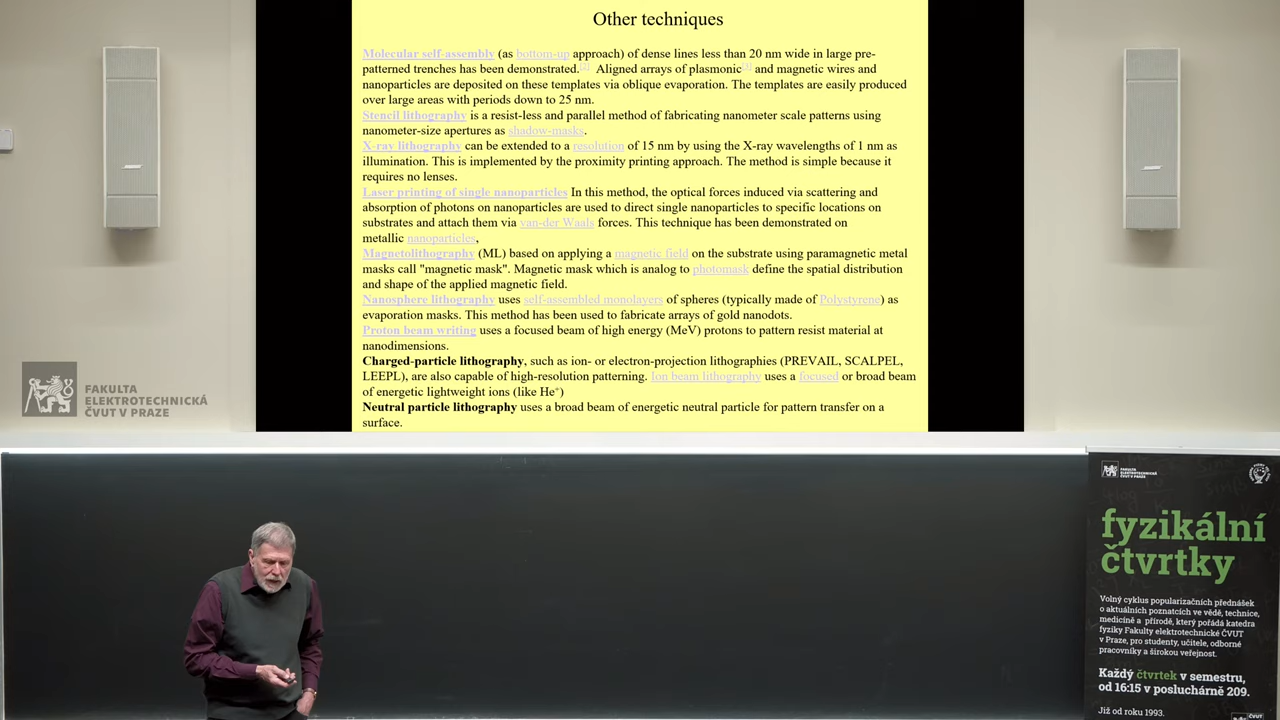 Other techniques
Molecular self-assembly (as bottom-up approach) of dense lines less than 20 nm wide in large pre-
patterned trenches has been demonstrated.[2] Aligned arrays of plasmonic[3] and magnetic wires and
nanoparticles are deposited on these templates via oblique evaporation. The templates are easily produced
over large areas with periods down to 25 nm.
Stencil lithography is a resist-less and parallel method of fabricating nanometer scale patterns using
nanometer-size apertures as shadow-masks.
X-ray lithography can be extended to a resolution of 15 nm by using the X-ray wavelengths of 1 nm as
illumination. This is implemented by the proximity printing approach. The method is simple because it
requires no lenses.
Laser printing of single nanoparticles In this method, the optical forces induced via scattering and
absorption of photons on nanoparticles are used to direct single nanoparticles to specific locations on
substrates and attach them via van-der Waals forces. This technique has been demonstrated on
metallic nanoparticles,
Magnetolithography (ML) based on applying a magnetic field on the substrate using paramagnetic metal
masks call "magnetic mask". Magnetic mask which is analog to photomask define the spatial distribution
and shape of the applied magnetic field.
Nanosphere lithography uses self-assembled monolayers of spheres (typically made of Polystyrene) as
evaporation masks. This method has been used to fabricate arrays of gold nanodots.
Proton beam writing uses a focused beam of high energy (MeV) protons to pattern resist material at
nanodimensions.
Charged-particle lithography, such as ion- or electron-projection lithographies (PREVAIL, SCALPEL,
LEEPL), are also capable of high-resolution patterning. Ion beam lithography uses a focused or broad beam
of energetic lightweight ions (like He⁺)
Neutral particle lithography uses a broad beam of energetic neutral particle for pattern transfer on a
surface.
FAKULTA
ELEKTROTECHNICKÁ
ČVUT V PRAZE
FAKULTA
ELEKTROTECHNICKÁ
ČVUT V PRAZE
fyzikální
čtvrtky
Volný cyklus popularizačních přednášek
o aktuálních poznatcích ve vědě, technice,
medicíně a přírodě, který pořádá katedra
fyziky Fakulty elektrotechnické ČVUT
v Praze, pro studenty, učitele, odborné
pracovníky a širokou veřejnost.
Každý čtvrtek v semestru,
od 16:15 v posluchárně 209.
Již od roku 1993.
ČVUT